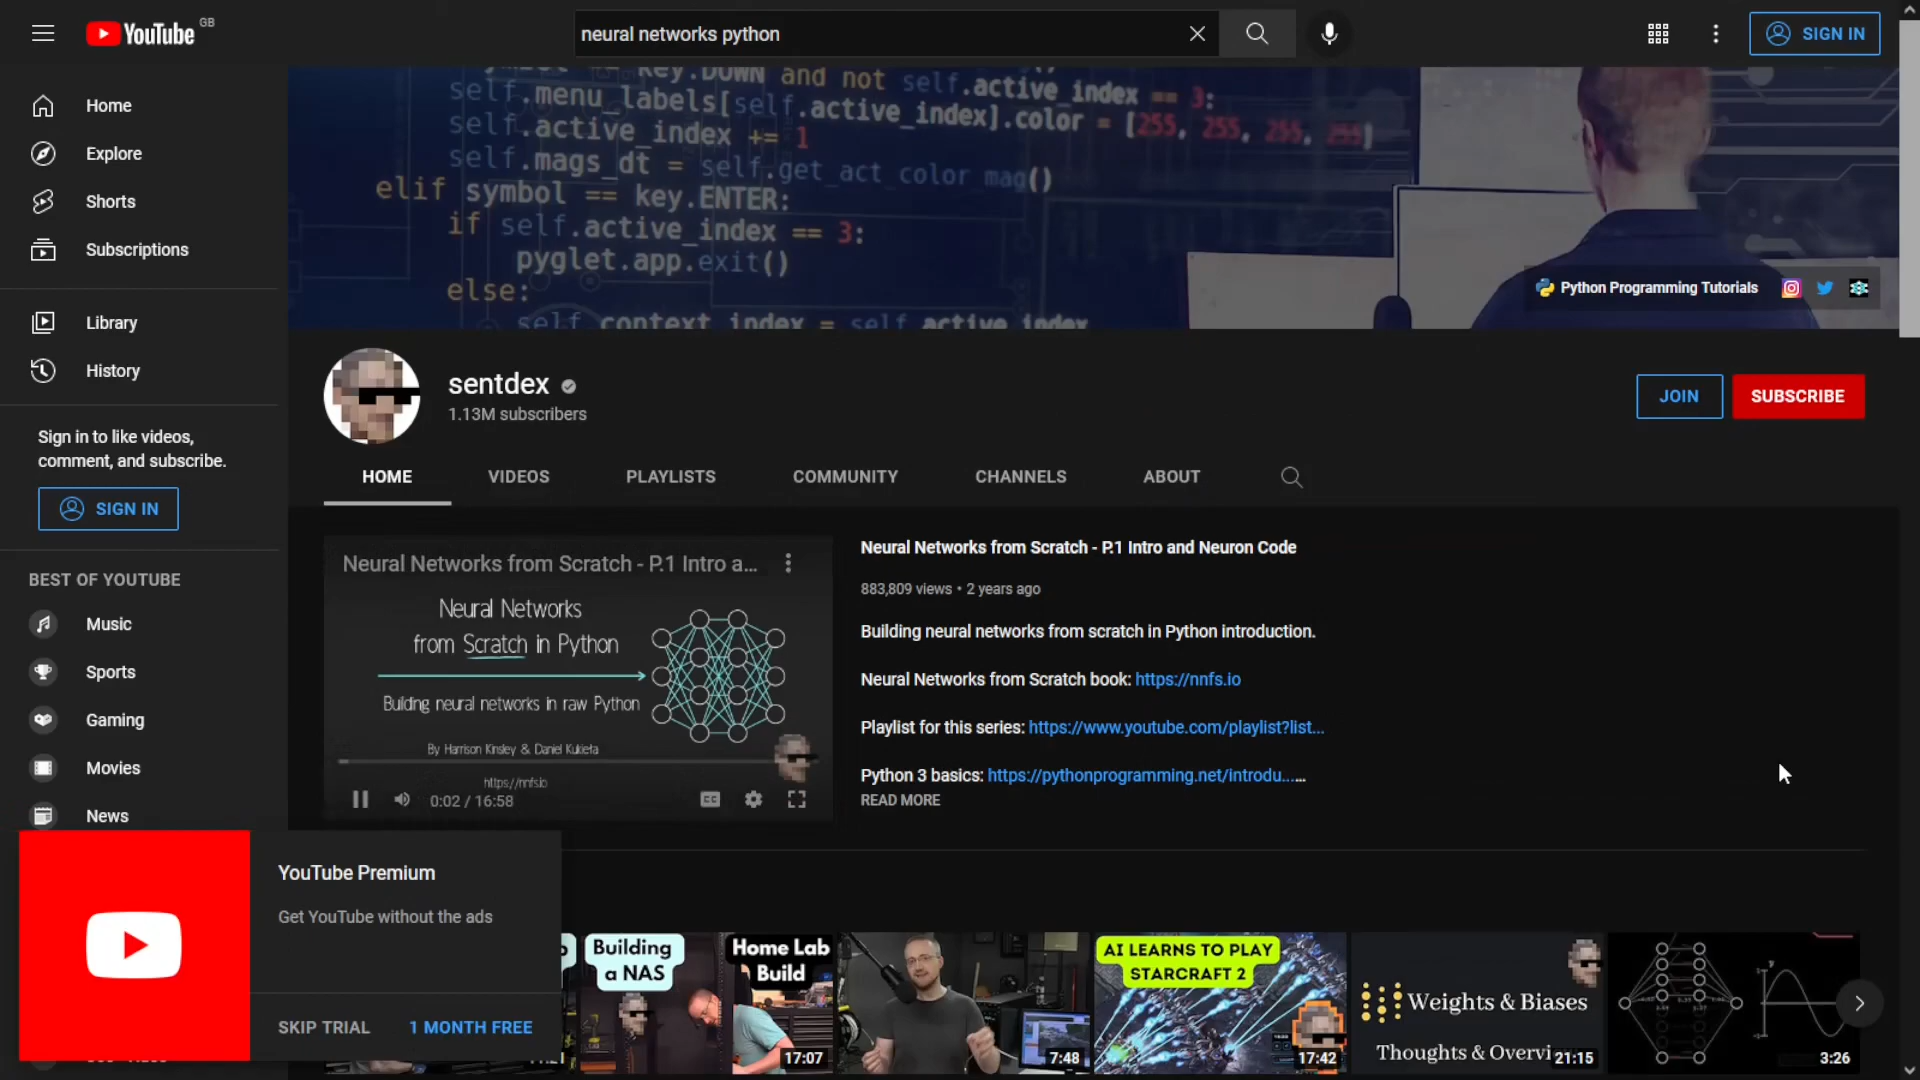 YouTube GB
neural networks python
SIGN IN
Home
Explore
Shorts
Subscriptions
Library
History
Sign in to like videos,
comment, and subscribe.
SIGN IN
BEST OF YOUTUBE
Music
Sports
Gaming
Movies
News
key.DOWN and not self.active_index == 3:
self.menu_labels[self.active_index].color = [255, 255, 255, 255]
self.active_index += 1
self.mags_dt = self.get_act_color_mag()
elif symbol == key.ENTER:
if self.active_index == 3:
pyglet.app.exit()
else:
self.context_index = self.active_index
Python Programming Tutorials
sentdex
1.13M subscribers
JOIN
SUBSCRIBE
HOME
VIDEOS
PLAYLISTS
COMMUNITY
CHANNELS
ABOUT
Neural Networks from Scratch - P.1 Intro a...
Neural Networks
from Scratch in Python
Building neural networks in raw Python
By Harrison Kinsley & Daniel Kukieła
https://nnfs.io
0:02 / 16:58
CC
Neural Networks from Scratch - P.1 Intro and Neuron Code
883,809 views • 2 years ago
Building neural networks from scratch in Python introduction.
Neural Networks from Scratch book: https://nnfs.io
Playlist for this series: https://www.youtube.com/playlist?list...
Python 3 basics: https://pythonprogramming.net/introdu......
READ MORE
YouTube Premium
Get YouTube without the ads
SKIP TRIAL
1 MONTH FREE
Building
a NAS
Home Lab
Build
17:07
7:48
AI LEARNS TO PLAY
STARCRAFT 2
17:42
Weights & Biases
Thoughts & Overvi
21:15
3:26